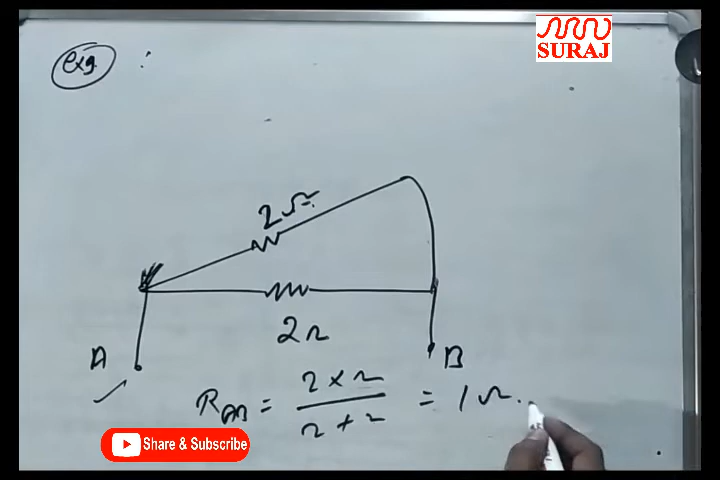 SURAJ
exg. :
2Ω
2Ω
A B
R_AB = 2 × 2 / 2 + 2 = 1Ω.
Share & Subscribe